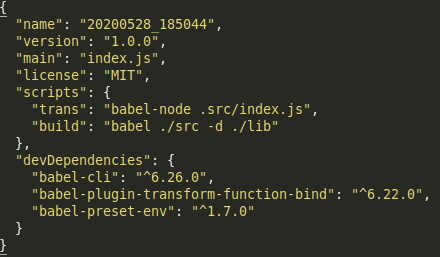 {
  "name": "20200528_185044",
  "version": "1.0.0",
  "main": "index.js",
  "license": "MIT",
  "scripts": {
    "trans": "babel-node .src/index.js",
    "build": "babel ./src -d ./lib"
  },
  "devDependencies": {
    "babel-cli": "^6.26.0",
    "babel-plugin-transform-function-bind": "^6.22.0",
    "babel-preset-env": "^1.7.0"
  }
}